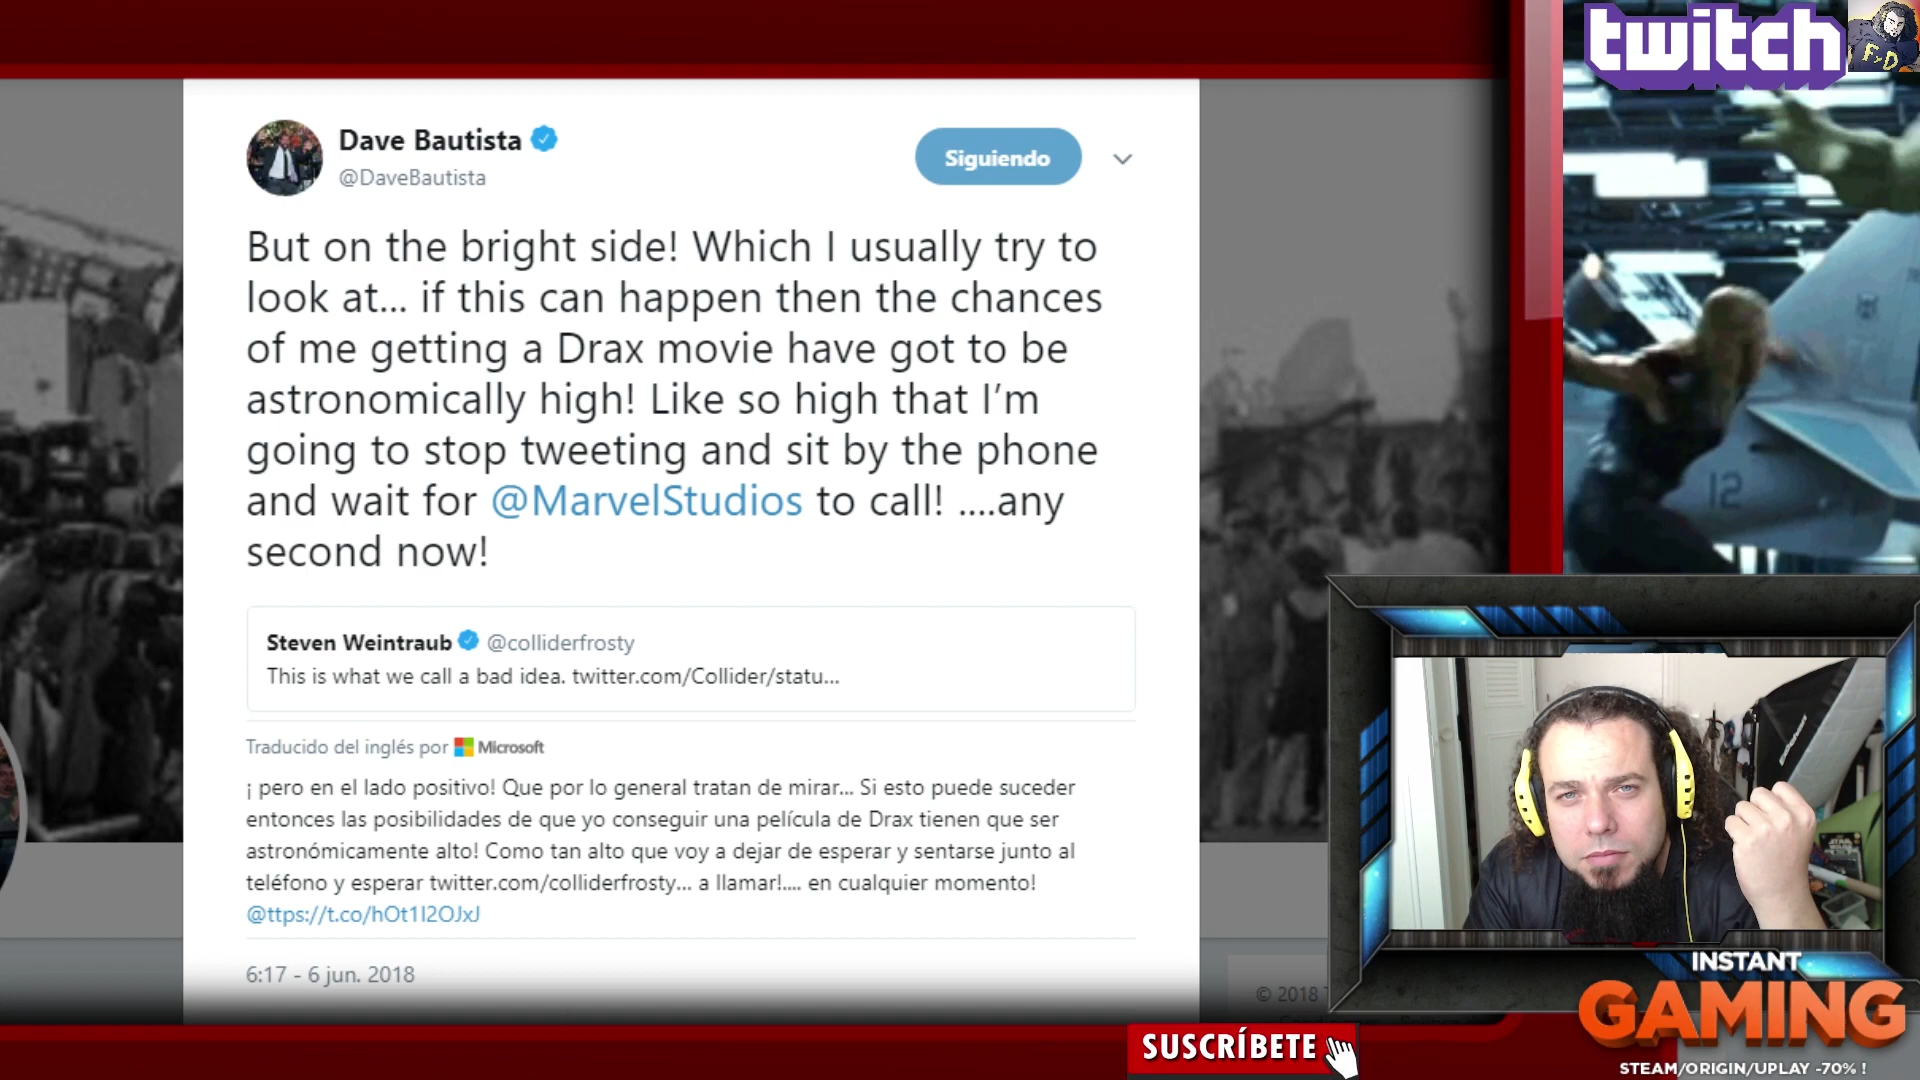 twitch
FyD
Dave Bautista
@DaveBautista
Siguiendo
But on the bright side! Which I usually try to
look at... if this can happen then the chances
of me getting a Drax movie have got to be
astronomically high! Like so high that I’m
going to stop tweeting and sit by the phone
and wait for @MarvelStudios to call! ....any
second now!
Steven Weintraub @colliderfrosty
This is what we call a bad idea. twitter.com/Collider/statu...
Traducido del inglés por Microsoft
¡ pero en el lado positivo! Que por lo general tratan de mirar... Si esto puede suceder
entonces las posibilidades de que yo conseguir una película de Drax tienen que ser
astronómicamente alto! Como tan alto que voy a dejar de esperar y sentarse junto al
teléfono y esperar twitter.com/colliderfrosty... a llamar!.... en cualquier momento!
@ttps://t.co/hOt1I2OJxJ
6:17 - 6 jun. 2018
12
© 2018
SUSCRÍBETE
INSTANT
GAMING
STEAM/ORIGIN/UPLAY -70% !